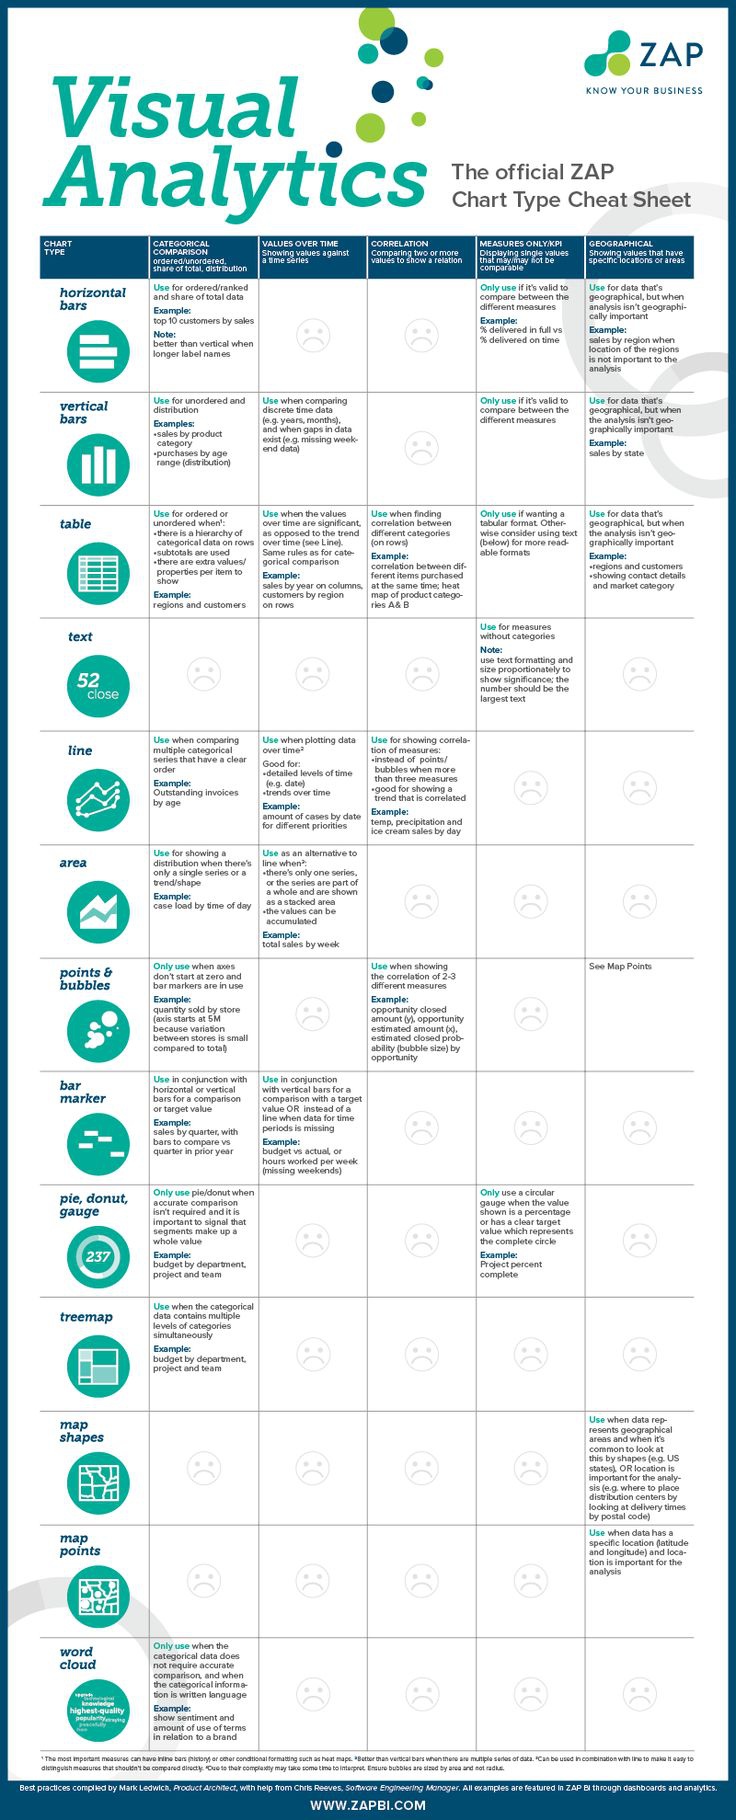 Visual
Analytics
ZAP
KNOW YOUR BUSINESS
The official ZAP
Chart Type Cheat Sheet
CHART
TYPE
CATEGORICAL
COMPARISON
ordered/unordered,
share of total, distribution
VALUES OVER TIME
Showing values against
a time series
CORRELATION
Comparing two or more
values to show a relation
MEASURES ONLY/KPI
Displaying single values
that may/may not be
comparable
GEOGRAPHICAL
Showing values that have
specific locations or areas
horizontal
bars
Use for ordered/ranked
and share of total data
Example:
top 10 customers by sales
Note:
better than vertical when
longer label names
Only use if it's valid to
compare between the
different measures
Example:
% delivered in full vs
% delivered on time
Use for data that's
geographical, but when
analysis isn't geographi-
cally important
Example:
sales by region when
location of the regions
is not important to the
analysis
vertical
bars
Use for unordered and
distribution
Examples:
•sales by product
category
•purchases by age
range (distribution)
Use when comparing
discrete time data
(e.g. years, months),
and when gaps in data
exist (e.g. missing week-
end data)
Only use if it's valid to
compare between the
different measures
Use for data that's
geographical, but when
the analysis isn't geo-
graphically important
Example:
sales by state
table
Use for ordered or
unordered when¹:
•there is a hierarchy of
categorical data on rows
•subtotals are used
•there are extra values/
properties per item to
show
Example:
regions and customers
Use when the values
over time are significant,
as opposed to the trend
over time (see Line).
Same rules as for cate-
gorical comparison
Example:
sales by year on columns,
customers by region
on rows
Use when finding
correlation between
different categories
(on rows)
Example:
correlation between dif-
ferent items purchased
at the same time; heat
map of product catego-
ries A & B
Only use if wanting a
tabular format. Other-
wise consider using text
(below) for more read-
able formats
Use for data that's
geographical, but when
the analysis isn't geo-
graphically important
Example:
•regions and customers
•showing contact details
and market category
text
52
close
Use for measures
without categories
Note:
use text formatting and
size proportionately to
show significance; the
number should be the
largest text
line
Use when comparing
multiple categorical
series that have a clear
order
Example:
Outstanding invoices
by age
Use when plotting data
over time²
Good for:
•detailed levels of time
(e.g. date)
•trends over time
Example:
amount of cases by date
for different priorities
Use for showing correla-
tion of measures:
•instead of points/
bubbles when more
than three measures
•good for showing a
trend that is correlated
Example:
temp, precipitation and
ice cream sales by day
area
Use for showing a
distribution when there's
only a single series or a
trend/shape
Example:
case load by time of day
Use as an alternative to
line when³:
•there's only one series,
or the series are part of
a whole and are shown
as a stacked area
•the values can be
accumulated
Example:
total sales by week
points &
bubbles
Only use when axes
don't start at zero and
bar markers are in use
Example:
quantity sold by store
(axis starts at 5M
because variation
between stores is small
compared to total)
Use when showing
the correlation of 2-3
different measures
Example:
opportunity closed
amount (y), opportunity
estimated amount (x),
estimated closed prob-
ability (bubble size) by
opportunity
See Map Points
bar
marker
Use in conjunction with
horizontal or vertical
bars for a comparison
or target value
Example:
sales by quarter, with
bars to compare vs
quarter in prior year
Use in conjunction
with vertical bars for a
comparison with a target
value OR instead of a
line when data for time
periods is missing
Example:
budget vs actual, or
hours worked per week
(missing weekends)
pie, donut,
gauge
237
Only use pie/donut when
accurate comparison
isn't required and it is
important to signal that
segments make up a
whole value
Example:
budget by department,
project and team
Only use a circular
gauge when the value
shown is a percentage
or has a clear target
value which represents
the complete circle
Example:
Project percent
complete
treemap
Use when the categorical
data contains multiple
levels of categories
simultaneously
Example:
budget by department,
project and team
map
shapes
Use when data rep-
resents geographical
areas and when it's
common to look at
this by shapes (e.g. US
states), OR location is
important for the analy-
sis (e.g. where to place
distribution centers by
looking at delivery times
by postal code)
map
points
Use when data has a
specific location (latitude
and longitude) and loca-
tion is important for the
analysis
word
cloud
technological
knowledge
highest-quality
popularity
peacefully
Only use when the
categorical data does
not require accurate
comparison, and when
the categorical informa-
tion is written language
Example:
show sentiment and
amount of use of terms
in relation to a brand
¹ The most important measures can have inline bars (history) or other conditional formatting such as heat maps. ²Better than vertical bars when there are multiple series of data. ³Can be used in combination with line to make it easy to
distinguish measures that shouldn't be compared directly. ⁴Due to their complexity may take some time to interpret. Ensure bubbles are sized by area and not radius.
Best practices compiled by Mark Ledwich, Product Architect, with help from Chris Reeves, Software Engineering Manager. All examples are featured in ZAP BI through dashboards and analytics.
WWW.ZAPBI.COM